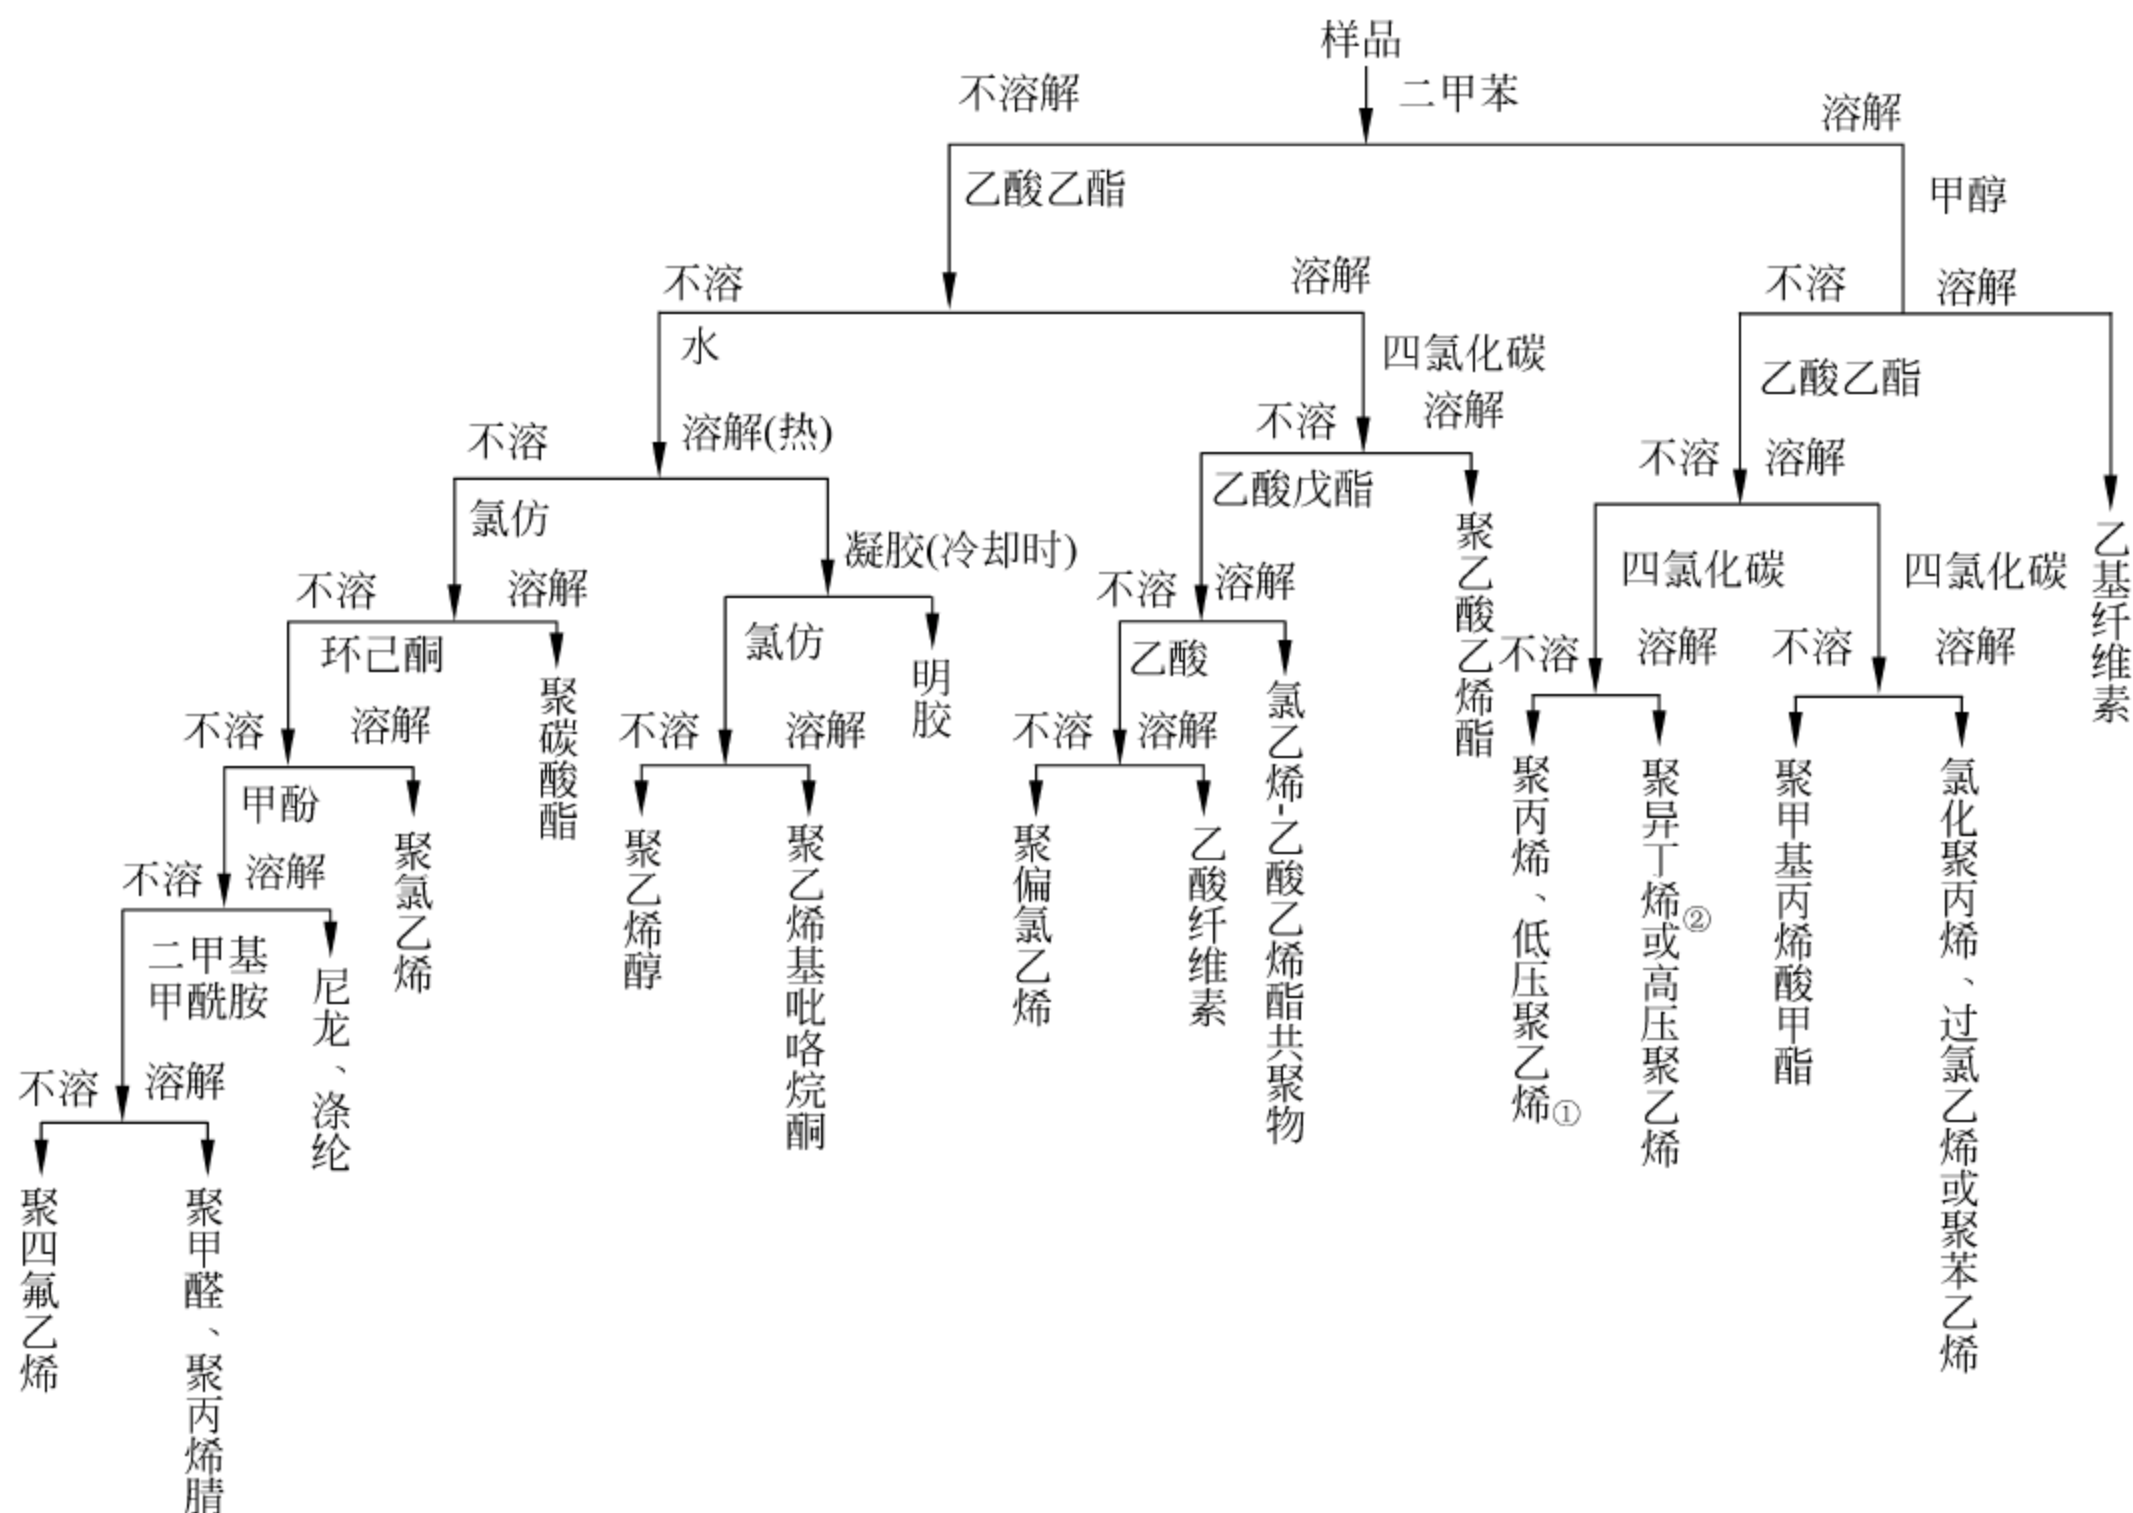 样品
不溶解
二甲苯
溶解
乙酸乙酯
甲醇
不溶
溶解
不溶
溶解
水
四氯化碳
乙酸乙酯
不溶
溶解(热)
不溶
溶解
不溶
溶解
氯仿
乙酸戊酯
聚乙酸乙烯酯
乙基纤维素
凝胶(冷却时)
四氯化碳
四氯化碳
不溶
溶解
不溶
溶解
环己酮
氯仿
明胶
乙酸
不溶
溶解
不溶
溶解
聚碳酸酯
氯乙烯-乙酸乙烯酯共聚物
不溶
溶解
不溶
溶解
不溶
溶解
甲酚
聚氯乙烯
聚乙烯醇
聚乙烯基吡咯烷酮
聚偏氯乙烯
乙酸纤维素
聚丙烯、低压聚乙烯①
聚异丁烯②或高压聚乙烯
聚甲基丙烯酸甲酯
氯化聚丙烯、过氯乙烯或聚苯乙烯
不溶
溶解
二甲基
甲酰胺
尼龙、涤纶
不溶
溶解
聚四氟乙烯
聚甲醛、聚丙烯腈